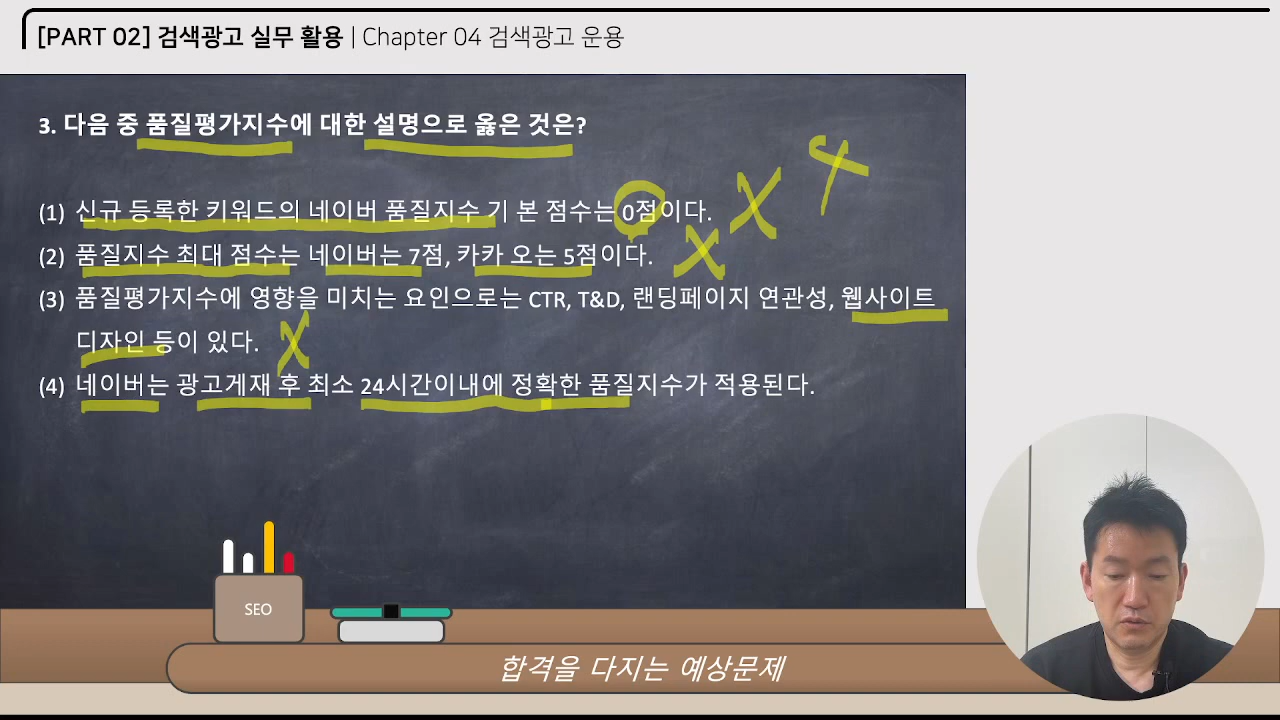 [PART 02] 검색광고 실무 활용 | Chapter 04 검색광고 운용
3. 다음 중 품질평가지수에 대한 설명으로 옳은 것은?
(1) 신규 등록한 키워드의 네이버 품질지수 기 본 점수는 0점이다. X 4
(2) 품질지수 최대 점수는 네이버는 7점, 카카 오는 5점이다. X
(3) 품질평가지수에 영향을 미치는 요인으로는 CTR, T&D, 랜딩페이지 연관성, 웹사이트
디자인 등이 있다. X
(4) 네이버는 광고게재 후 최소 24시간이내에 정확한 품질지수가 적용된다.
SEO
합격을 다지는 예상문제